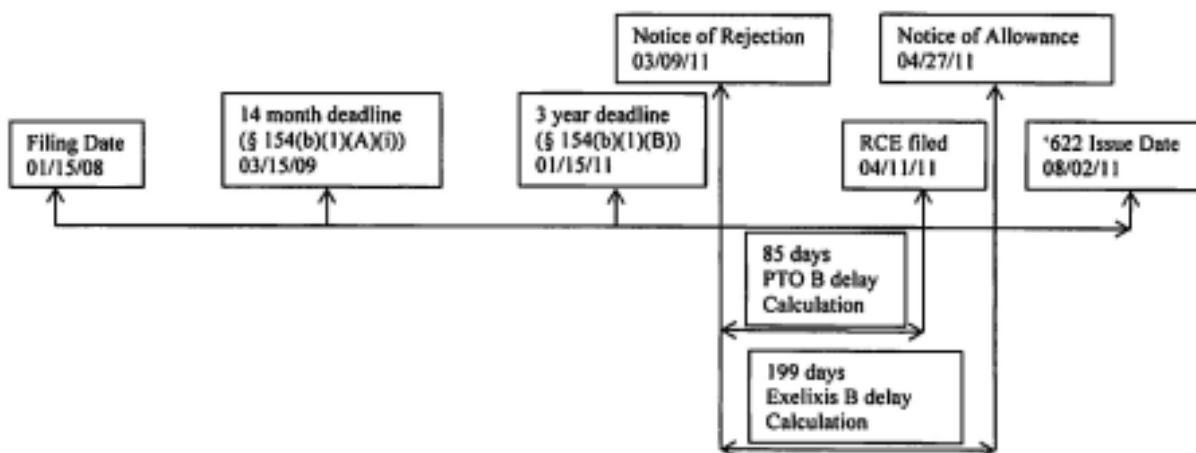 Notice of Rejection
03/09/11
Notice of Allowance
04/27/11
Filing Date
01/15/08
14 month deadline
(§ 154(b)(1)(A)(i))
03/15/09
3 year deadline
(§ 154(b)(1)(B))
01/15/11
RCE filed
04/11/11
'622 Issue Date
08/02/11
85 days
PTO B delay
Calculation
199 days
Exelixis B delay
Calculation